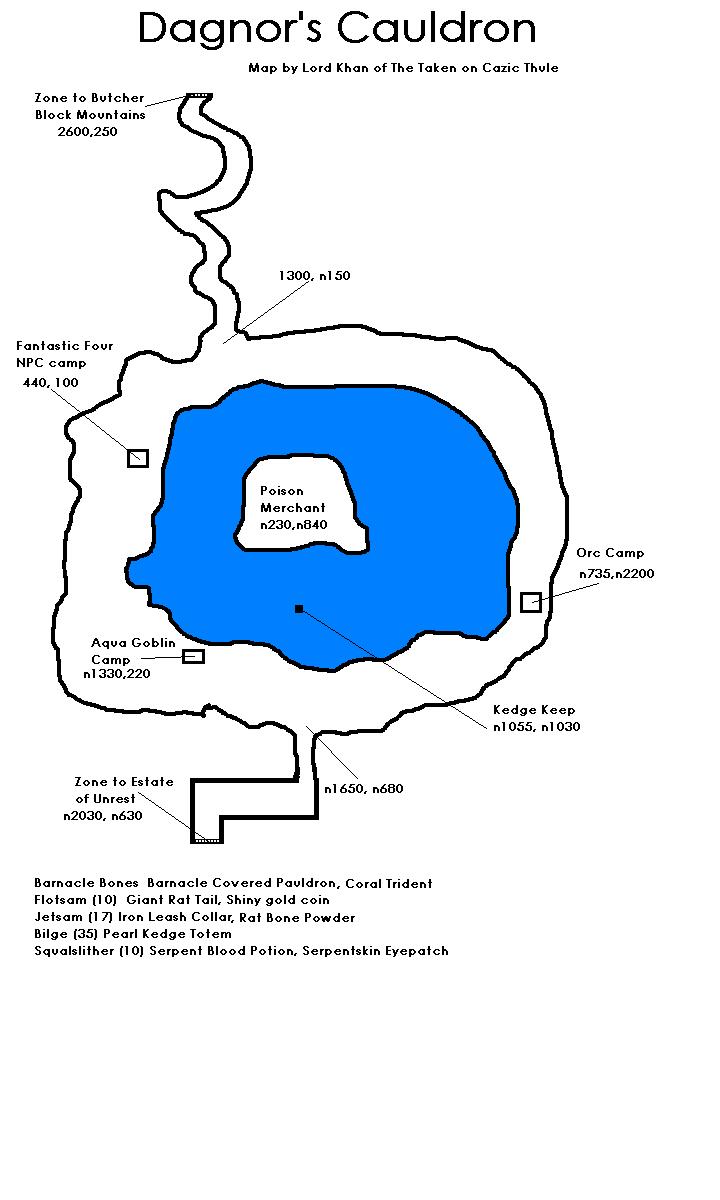 Dagnor's Cauldron
Map by Lord Khan of The Taken on Cazic Thule
Zone to Butcher
Block Mountains
2600,250
1300, n150
Fantastic Four
NPC camp
440, 100
Poison
Merchant
n230,n840
Orc Camp
n735,n2200
Aqua Goblin
Camp
n1330,220
Kedge Keep
n1055, n1030
Zone to Estate
of Unrest
n2030, n630
n1650, n680
Barnacle Bones  Barnacle Covered Pauldron, Coral Trident
Flotsam (10)  Giant Rat Tail, Shiny gold coin
Jetsam (17) Iron Leash Collar, Rat Bone Powder
Bilge (35) Pearl Kedge Totem
Squalslither (10) Serpent Blood Potion, Serpentskin Eyepatch